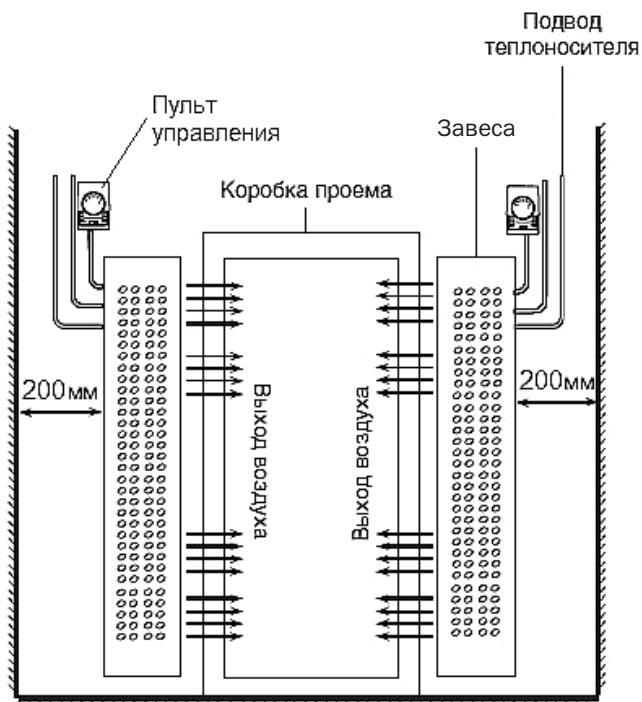 Подвод
теплоносителя
Пульт
управления
Завеса
Коробка проема
200мм
200мм
Выход воздуха
Выход воздуха